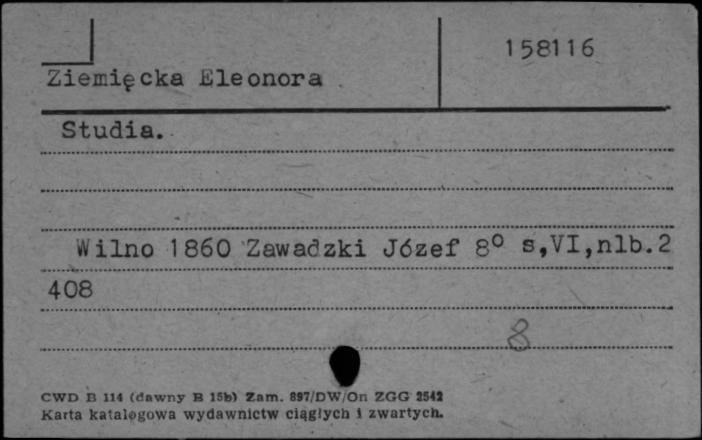 158116
Ziemięcka Eleonora
Studia.
Wilno 1860 Zawadzki Józef 8° s,VI,nlb.2
408
8
CWD B 114 (dawny B 15b) Zam. 897/DW/On ZGG 2542
Karta katalogowa wydawnictw ciągłych i zwartych.